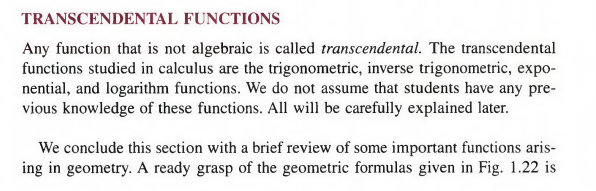 TRANSCENDENTAL FUNCTIONS
Any function that is not algebraic is called transcendental. The transcendental
functions studied in calculus are the trigonometric, inverse trigonometric, expo-
nential, and logarithm functions. We do not assume that students have any pre-
vious knowledge of these functions. All will be carefully explained later.
We conclude this section with a brief review of some important functions aris-
ing in geometry. A ready grasp of the geometric formulas given in Fig. 1.22 is